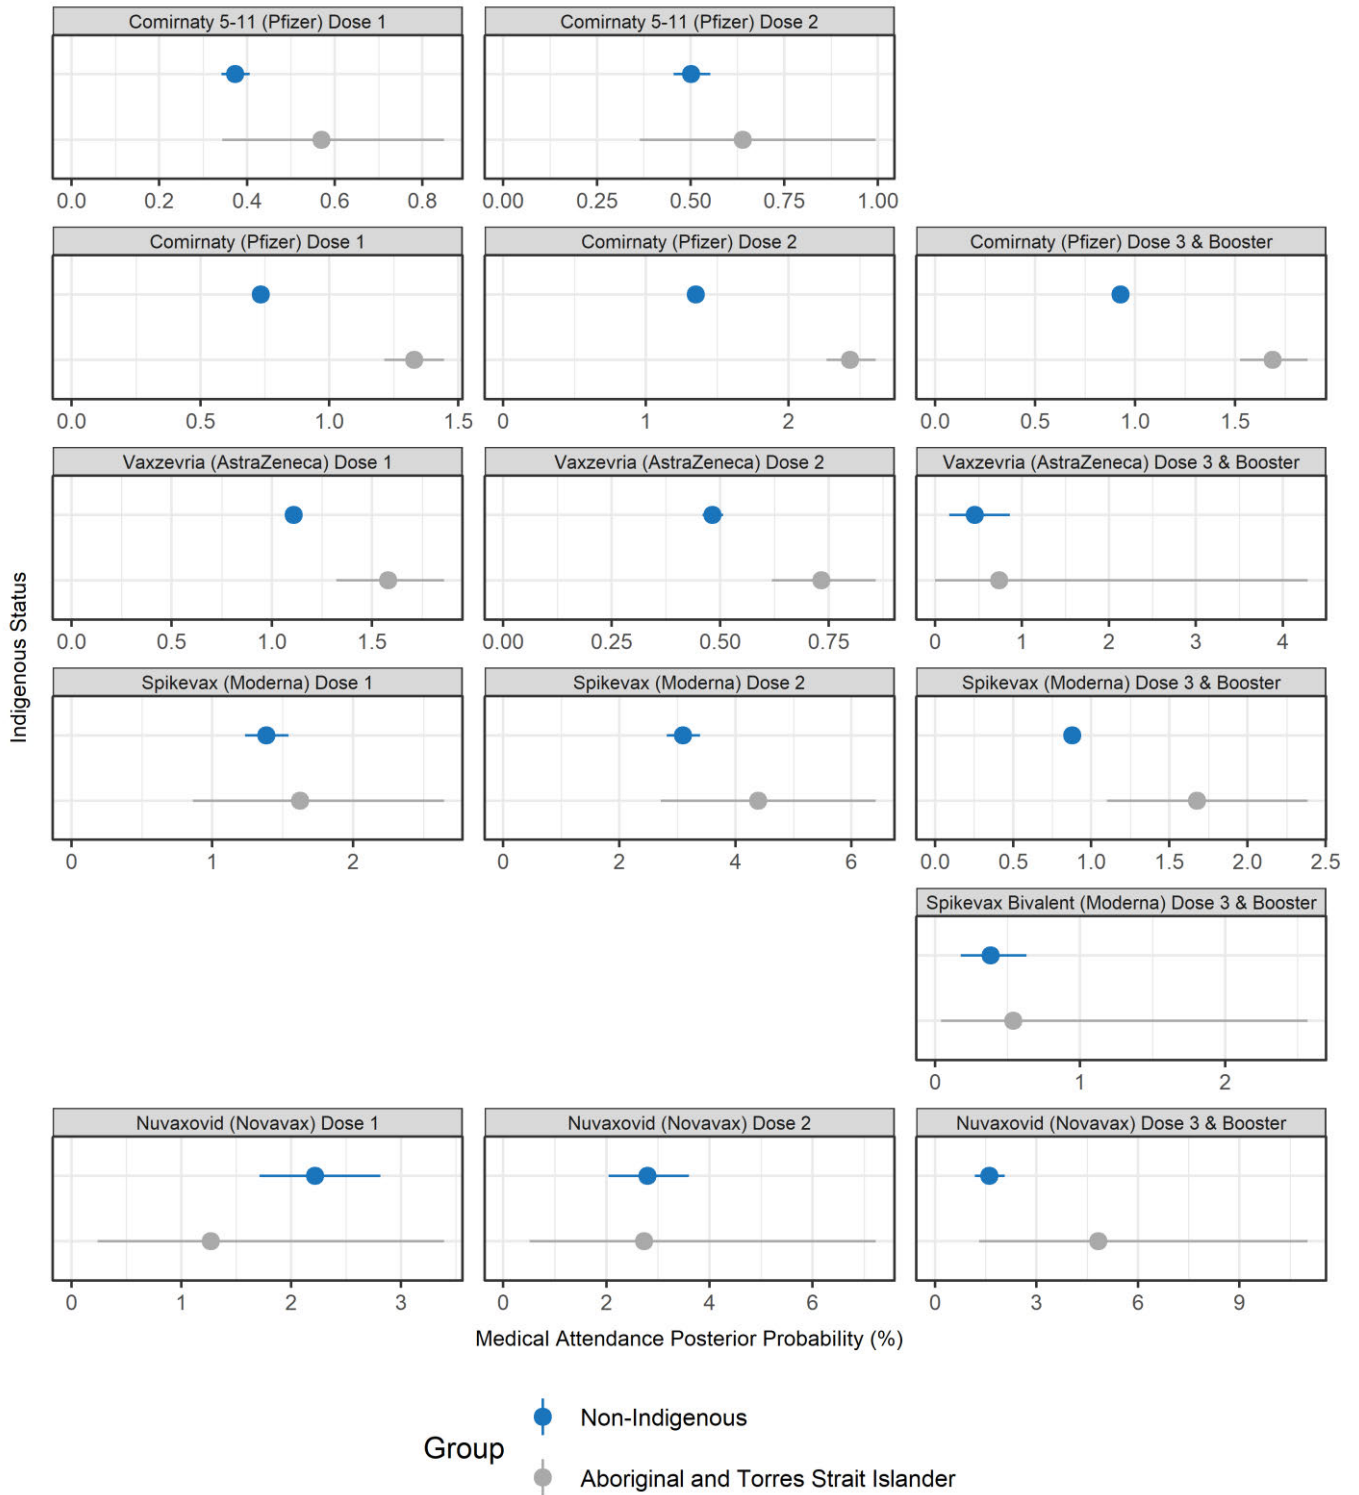 Comirnaty 5-11 (Pfizer) Dose 1
Comirnaty 5-11 (Pfizer) Dose 2
0.0 0.2 0.4 0.6 0.8
0.00 0.25 0.50 0.75 1.00
Comirnaty (Pfizer) Dose 1
Comirnaty (Pfizer) Dose 2
Comirnaty (Pfizer) Dose 3 & Booster
0.0 0.5 1.0 1.5
0 1 2
0.0 0.5 1.0 1.5
Vaxzevria (AstraZeneca) Dose 1
Vaxzevria (AstraZeneca) Dose 2
Vaxzevria (AstraZeneca) Dose 3 & Booster
0.0 0.5 1.0 1.5
0.00 0.25 0.50 0.75
0 1 2 3 4
Indigenous Status
Spikevax (Moderna) Dose 1
Spikevax (Moderna) Dose 2
Spikevax (Moderna) Dose 3 & Booster
0 1 2
0 2 4 6
0.0 0.5 1.0 1.5 2.0 2.5
Spikevax Bivalent (Moderna) Dose 3 & Booster
0 1 2
Nuvaxovid (Novavax) Dose 1
Nuvaxovid (Novavax) Dose 2
Nuvaxovid (Novavax) Dose 3 & Booster
0 1 2 3
0 2 4 6
0 3 6 9
Medical Attendance Posterior Probability (%)
Group
Non-Indigenous
Aboriginal and Torres Strait Islander